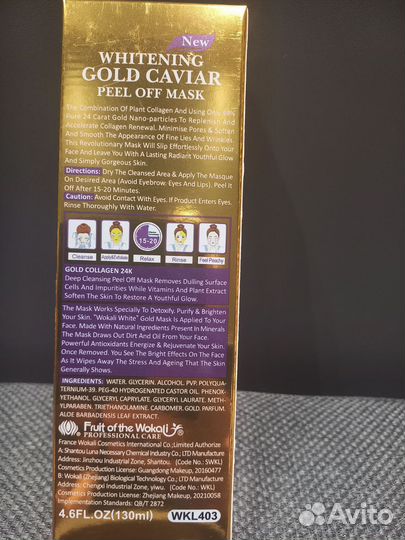 New
WHITENING
GOLD CAVIAR
PEEL OFF MASK
The Combination Of Plant Collagen And Using Only
Pure 24 Carat Gold Nano-particles To Replenish And
Accelerate Collagen Renewal. Minimise Pores & Soften
And Smooth The Appearance Of Fine Lies And Wrinkles.
This Revolutionary Mask Will Slip Effortlessly Onto Your
Face And Leave You With A Lasting Radiant Youthful Glow
And Simply Gorgeous Skin.
Directions: Dry The Cleansed Area & Apply The Masque
On Desired Area (Avoid Eyebrow. Eyes And Lips). Peel It
Off After 15-20 Minutes.
Caution: Avoid Contact With Eyes. If Product Enters Eyes.
Rinse Thoroughly With Water.
15-20
Cleanse Apply&Exfoliate Relax Rinse Feel Peachy
GOLD COLLAGEN 24K
Deep Cleansing Peel Off Mask Removes Dulling Surface
Cells And Impurities While Vitamins And Plant Extract
Soften The Skin To Restore A Youthful Glow.
The Mask Works Specially To Detoxify. Purify & Brighten
Your Skin. "Wokali White" Gold Mask Is Applied To Your
Face. Made With Natural Ingredients Present in Minerals
The Mask Draws Out Dirt And Oil From Your Face.
Powerful Antioxidants Energize & Rejuvenate Your Skin.
Once Removed. You See The Bright Effects On The Face
As It Wipes Away The Stress And Ageing That The Skin
Generally Shows.
INGREDIENTS: WATER. GLYCERIN. ALCOHOL. PVP. POLYQUA-
TERNIUM-39. PEG-40 HYDROGENATED CASTOR OIL. PHENOX-
YETHANOL. GLYCERYL CAPRYLATE. GLYCERYL LAURATE. METH-
YLPARABEN. TRIETHANOLAMINE. CARBOMER. GOLD. PARFUM.
ALOE BARBADENSIS LEAF EXTRACT.
Fruit of the Wokali
PROFESSIONAL CARE
France Wokali Cosmetics International Co.,Limited Authorize
A: Shantou Luna Necessary Chemical Industry Co., LTD Manufacture
Address: Jinzhou Industrial Zone, Shantou. (Code No.: SWKL)
Cosmetics Production License: Guangdong Makeup, 20160477
B: Wokali (Zhejiang) Biological Technology Co., LTD Manufacture
Address: Chengxi Industrial Zone, yiwu. (Code No.: YWKL)
Cosmetics Production License: Zhejiang Makeup, 20210058
Implementation Standards: QB/T 2872
4.6FL.OZ(130ml) WKL403
Avito